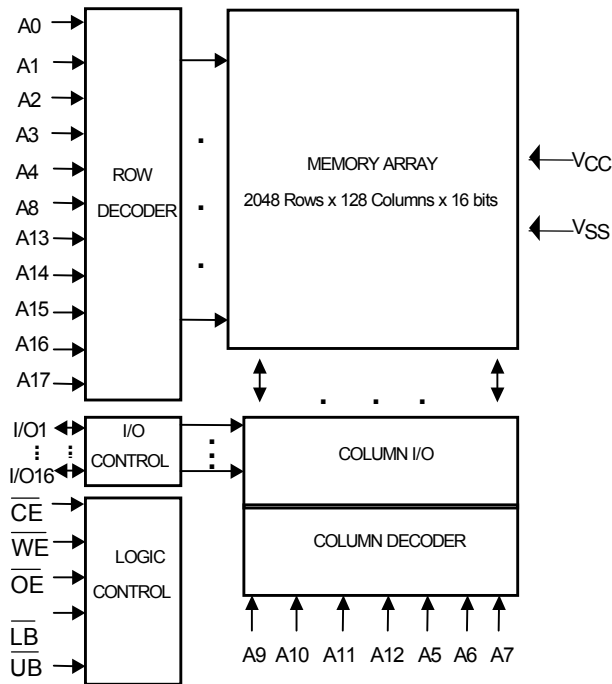 A0
A1
A2
A3
A4
A8
A13
A14
A15
A16
A17
ROW
DECODER
MEMORY ARRAY
2048 Rows x 128 Columns x 16 bits
VCC
VSS
I/O1
I/O16
I/O
CONTROL
COLUMN I/O
COLUMN DECODER
CE
WE
OE
LB
UB
LOGIC
CONTROL
A9 A10 A11 A12 A5 A6 A7